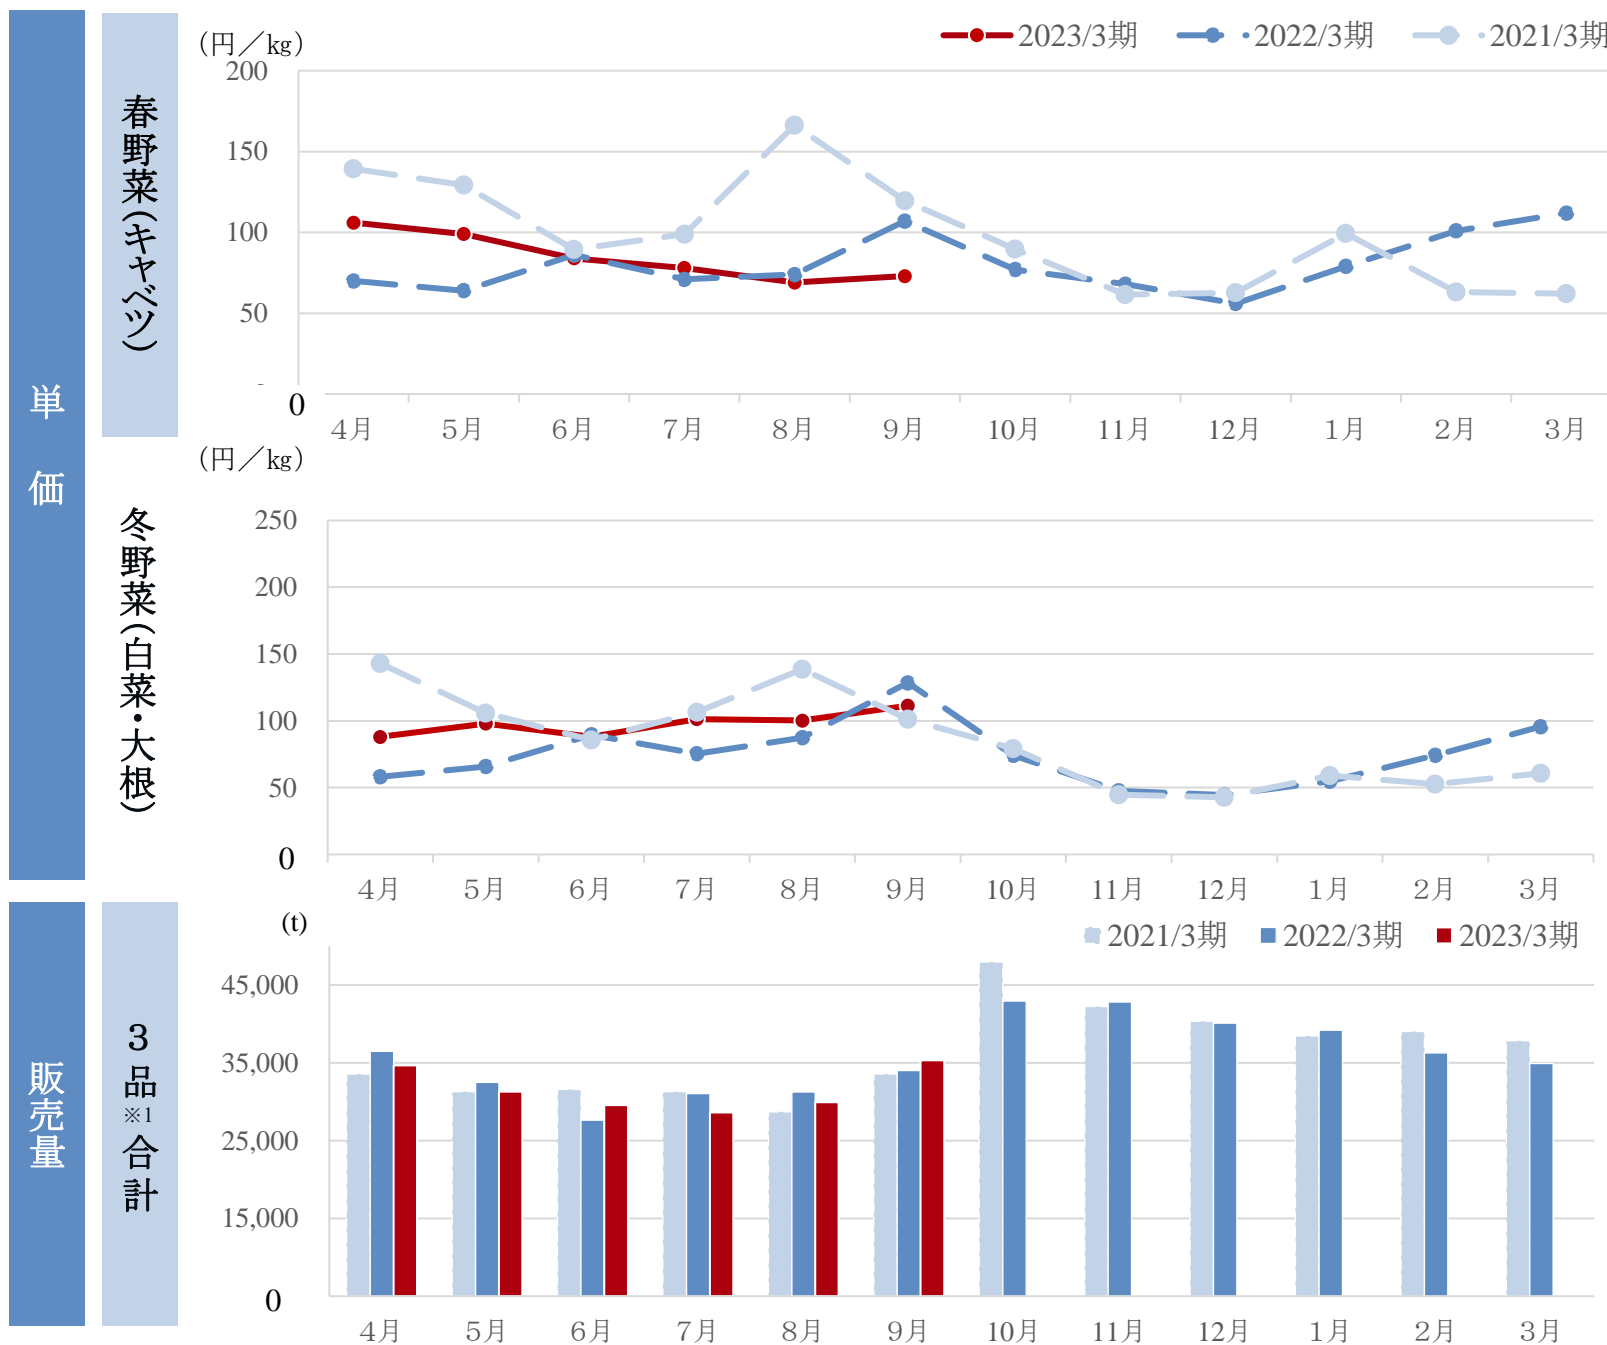 単価
春野菜(キャベツ)
(円／㎏)
2023/3期 2022/3期 2021/3期
200
150
100
50
-
0
4月 5月 6月 7月 8月 9月 10月 11月 12月 1月 2月 3月
冬野菜(白菜・大根)
(円／㎏)
250
200
150
100
50
0
4月 5月 6月 7月 8月 9月 10月 11月 12月 1月 2月 3月
販売量
3品※1合計
(t)
2021/3期 2022/3期 2023/3期
45,000
35,000
25,000
15,000
0
4月 5月 6月 7月 8月 9月 10月 11月 12月 1月 2月 3月